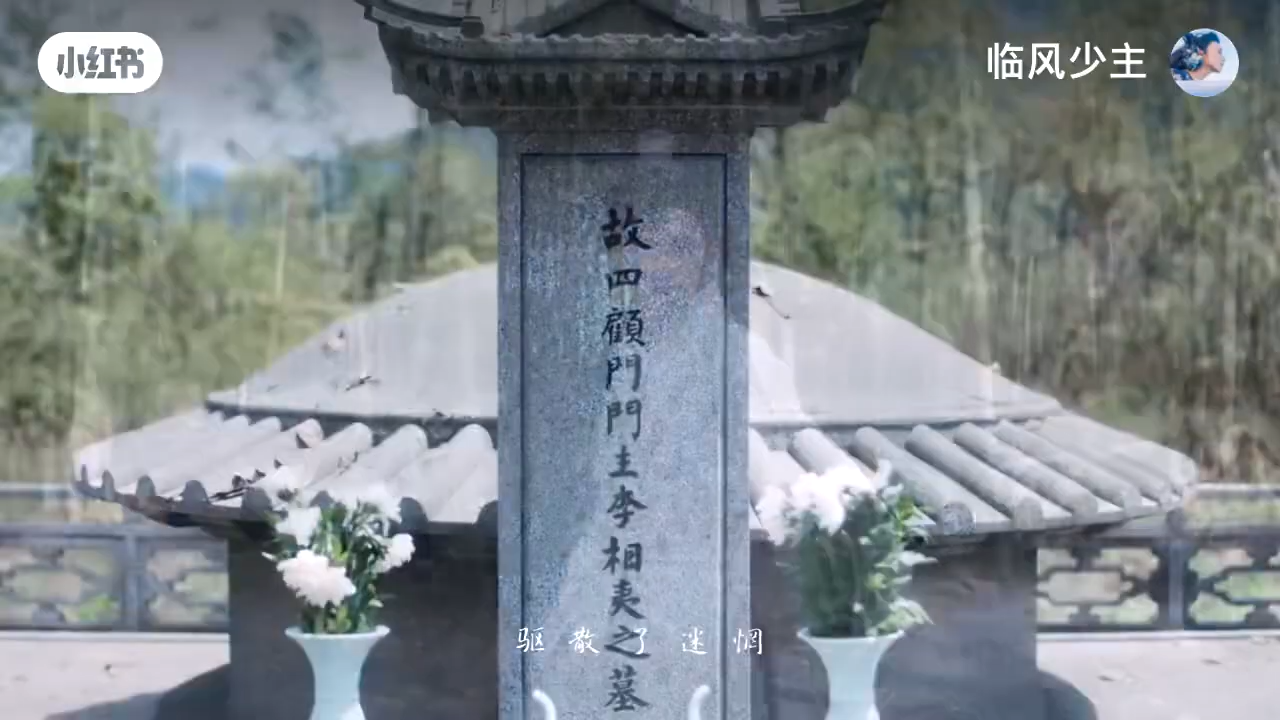 小红书
临风少主
故四顧門門主李相夷之墓
驱散了迷惘